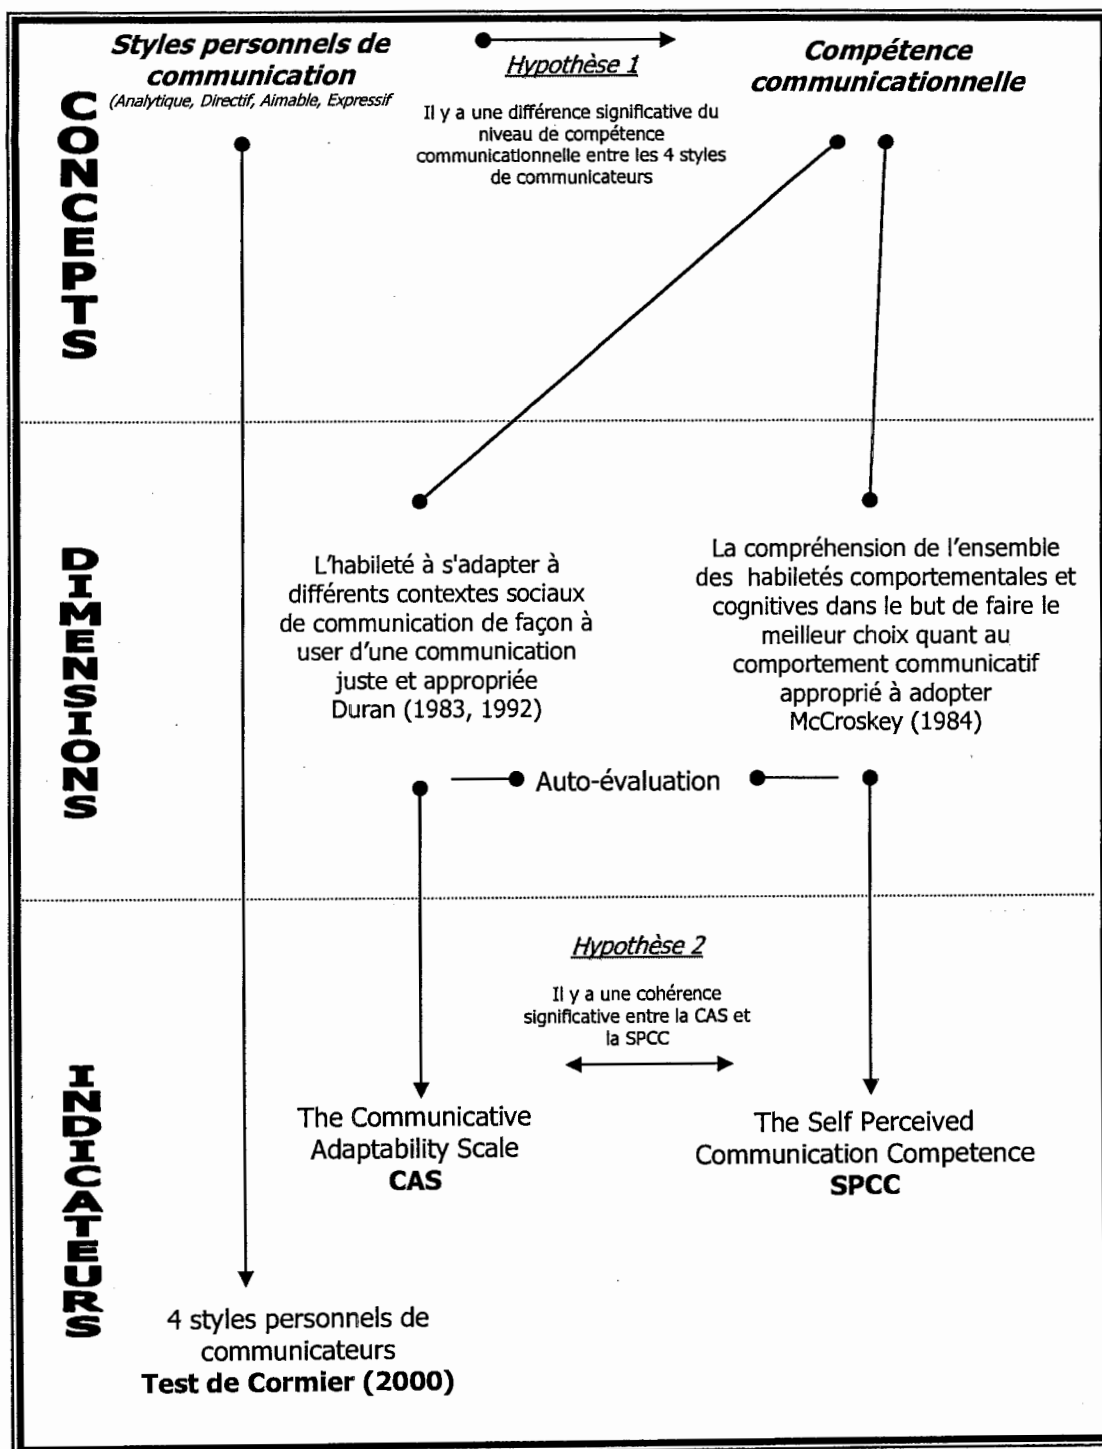 CONCEPTS
Styles personnels de
communication
(Analytique, Directif, Aimable, Expressif
Hypothèse 1
Il y a une différence significative du
niveau de compétence
communicationnelle entre les 4 styles
de communicateurs
Compétence
communicationnelle
DIMENSIONS
L'habileté à s'adapter à
différents contextes sociaux
de communication de façon à
user d'une communication
juste et appropriée
Duran (1983, 1992)
La compréhension de l'ensemble
des habiletés comportementales et
cognitives dans le but de faire le
meilleur choix quant au
comportement communicatif
approprié à adopter
McCroskey (1984)
Auto-évaluation
INDICATEURS
Hypothèse 2
Il y a une cohérence
significative entre la CAS et
la SPCC
The Communicative
Adaptability Scale
CAS
The Self Perceived
Communication Competence
SPCC
4 styles personnels de
communicateurs
Test de Cormier (2000)